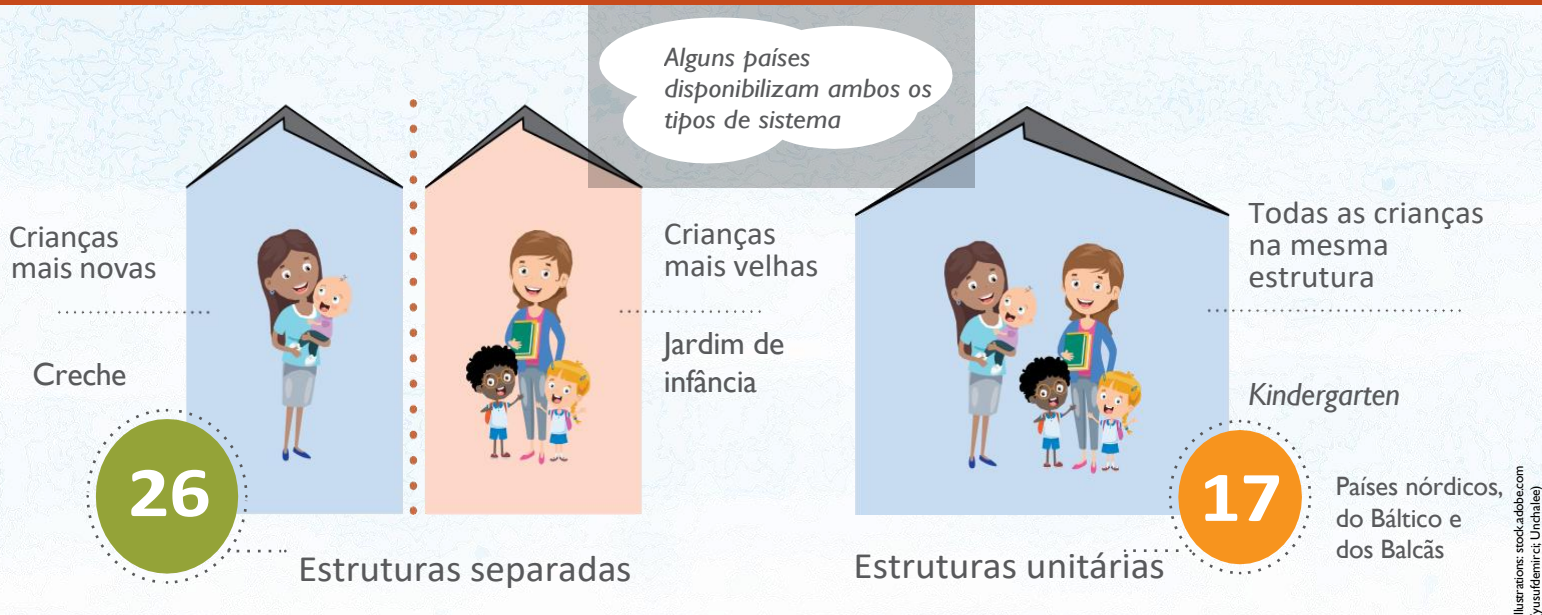 Alguns países
disponibilizam ambos os
tipos de sistema
Crianças
mais novas
Creche
26
Estruturas separadas
Crianças
mais velhas
Jardim de
infância
Todas as crianças
na mesma
estrutura
Kindergarten
17
Países nórdicos,
do Báltico e
dos Balcãs
Estruturas unitárias
llustrations: stock.adobe.com
(yusufdemirci; Unchalee)